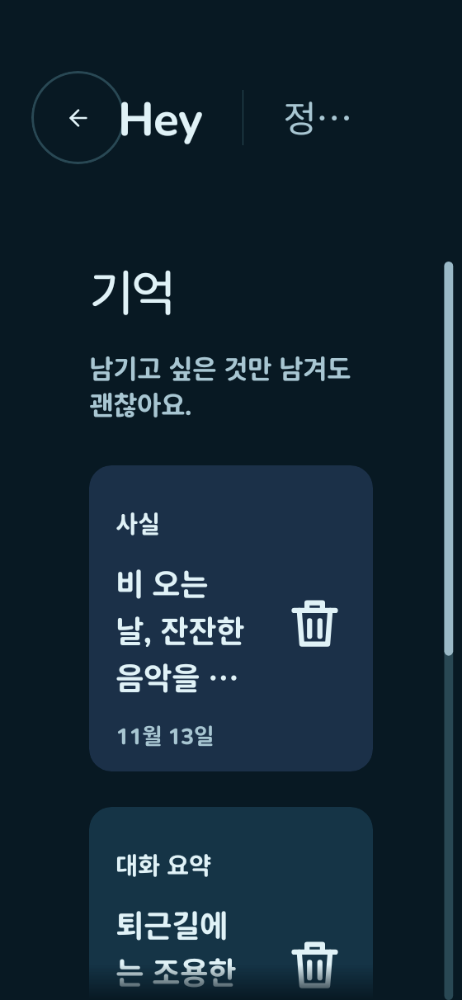 Hey
정…
기억
남기고 싶은 것만 남겨도
괜찮아요.
사실
비 오는
날, 잔잔한
음악을 …
11월 13일
대화 요약
퇴근길에
는 조용한